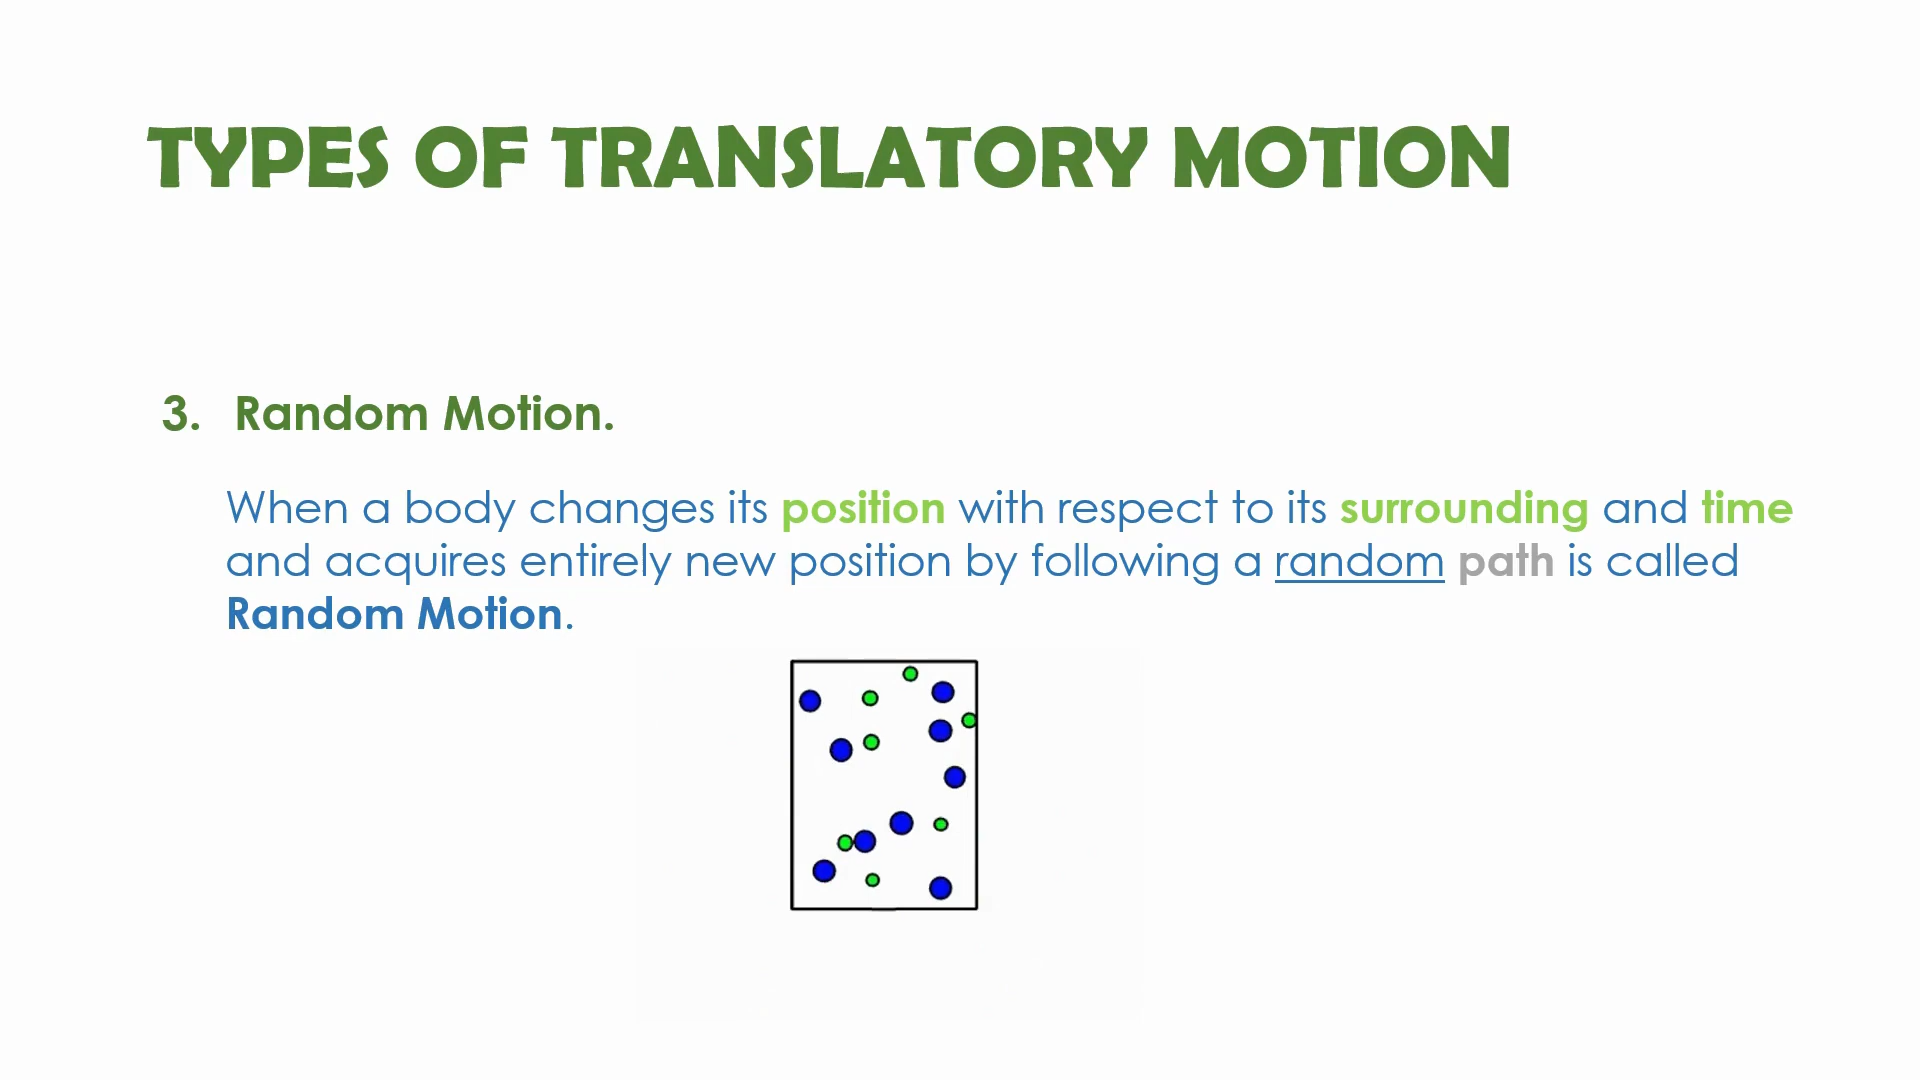 TYPES OF TRANSLATORY MOTION
3. Random Motion.
When a body changes its position with respect to its surrounding and time
and acquires entirely new position by following a random path is called
Random Motion.